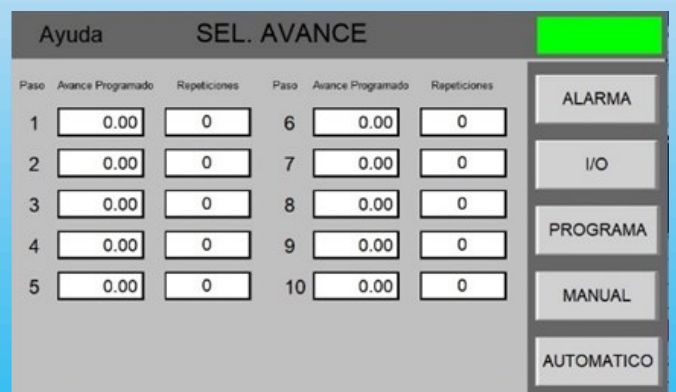 Ayuda SEL. AVANCE
Paso Avance Programado Repeticiones Paso Avance Programado Repeticiones
1 0.00 0 6 0.00 0
2 0.00 0 7 0.00 0
3 0.00 0 8 0.00 0
4 0.00 0 9 0.00 0
5 0.00 0 10 0.00 0
ALARMA
I/O
PROGRAMA
MANUAL
AUTOMATICO